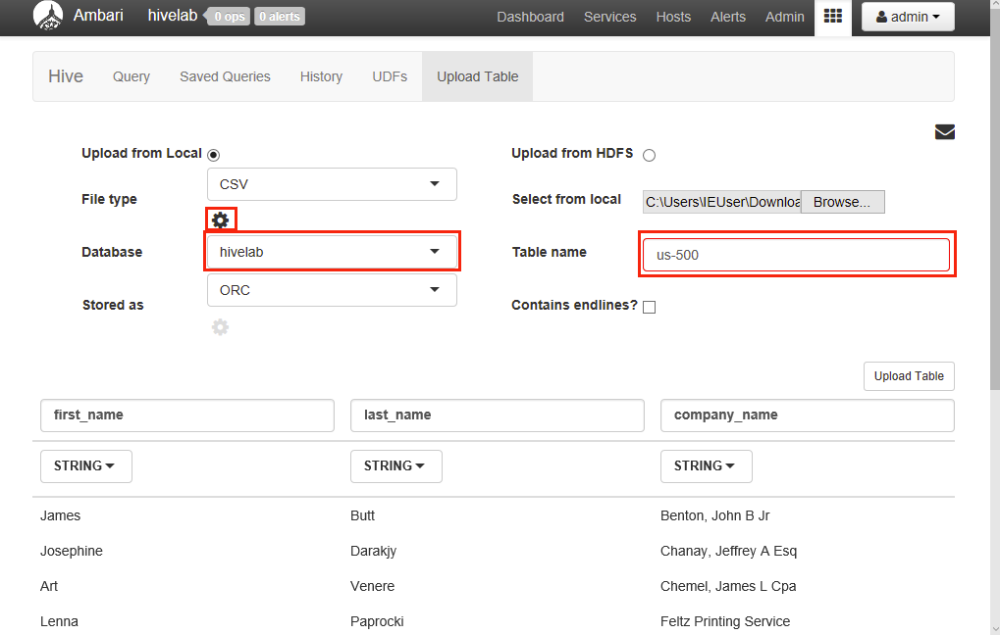 Ambari hivelab 0 ops 0 alerts Dashboard Services Hosts Alerts Admin admin
Hive Query Saved Queries History UDFs Upload Table
Upload from Local Upload from HDFS
File type CSV Select from local C:\Users\IEUser\Downloa Browse...
Database hivelab Table name us-500
Stored as ORC Contains endlines?
Upload Table
first_name last_name company_name
STRING STRING STRING
James Butt Benton, John B Jr
Josephine Darakjy Chanay, Jeffrey A Esq
Art Venere Chemel, James L Cpa
Lenna Paprocki Feltz Printing Service